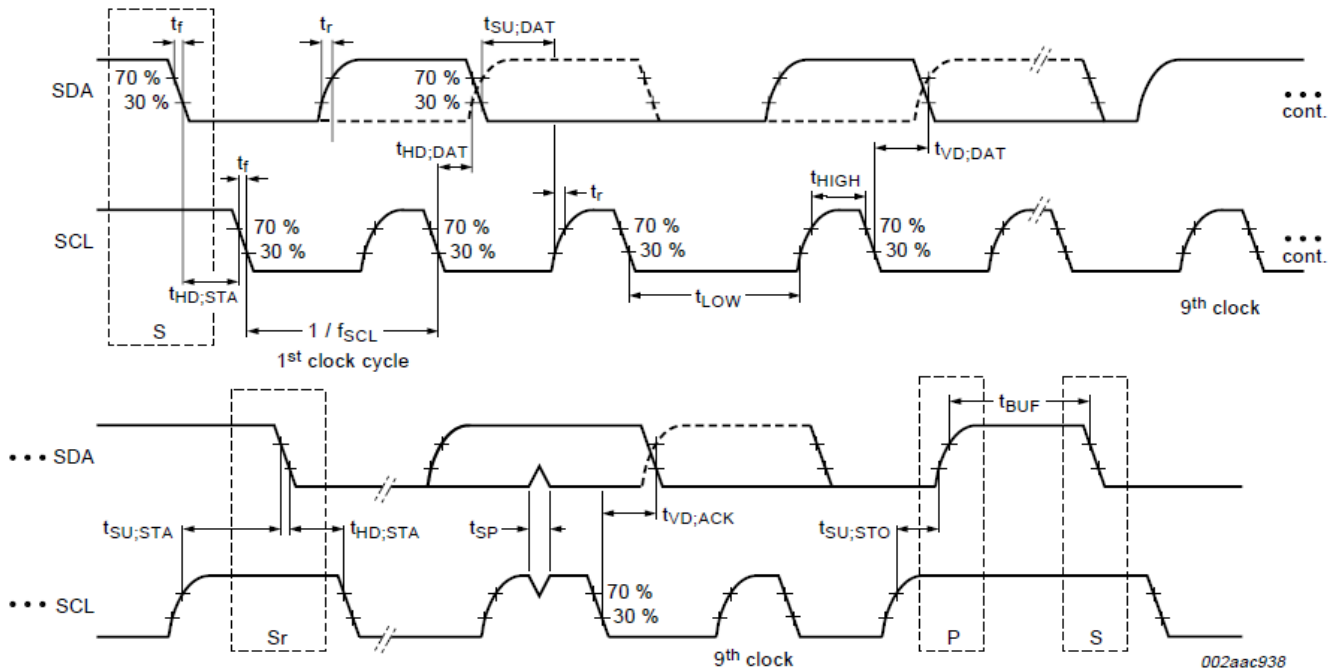 tf tr tSU;DAT
70 % 70 %
SDA
30 % 30 %
• • •
cont.
tHD;DAT tVD;DAT
tf tr tHIGH
70 % 70 % 70 % 70 %
SCL
30 % 30 % 30 % 30 %
• • •
cont.
tHD;STA tLOW
S 1 / fSCL 9th clock
1st clock cycle
tBUF
• • • SDA
tSU;STA tHD;STA tSP tVD;ACK tSU;STO
70 %
• • • SCL
30 %
Sr P S
9th clock
002aac938